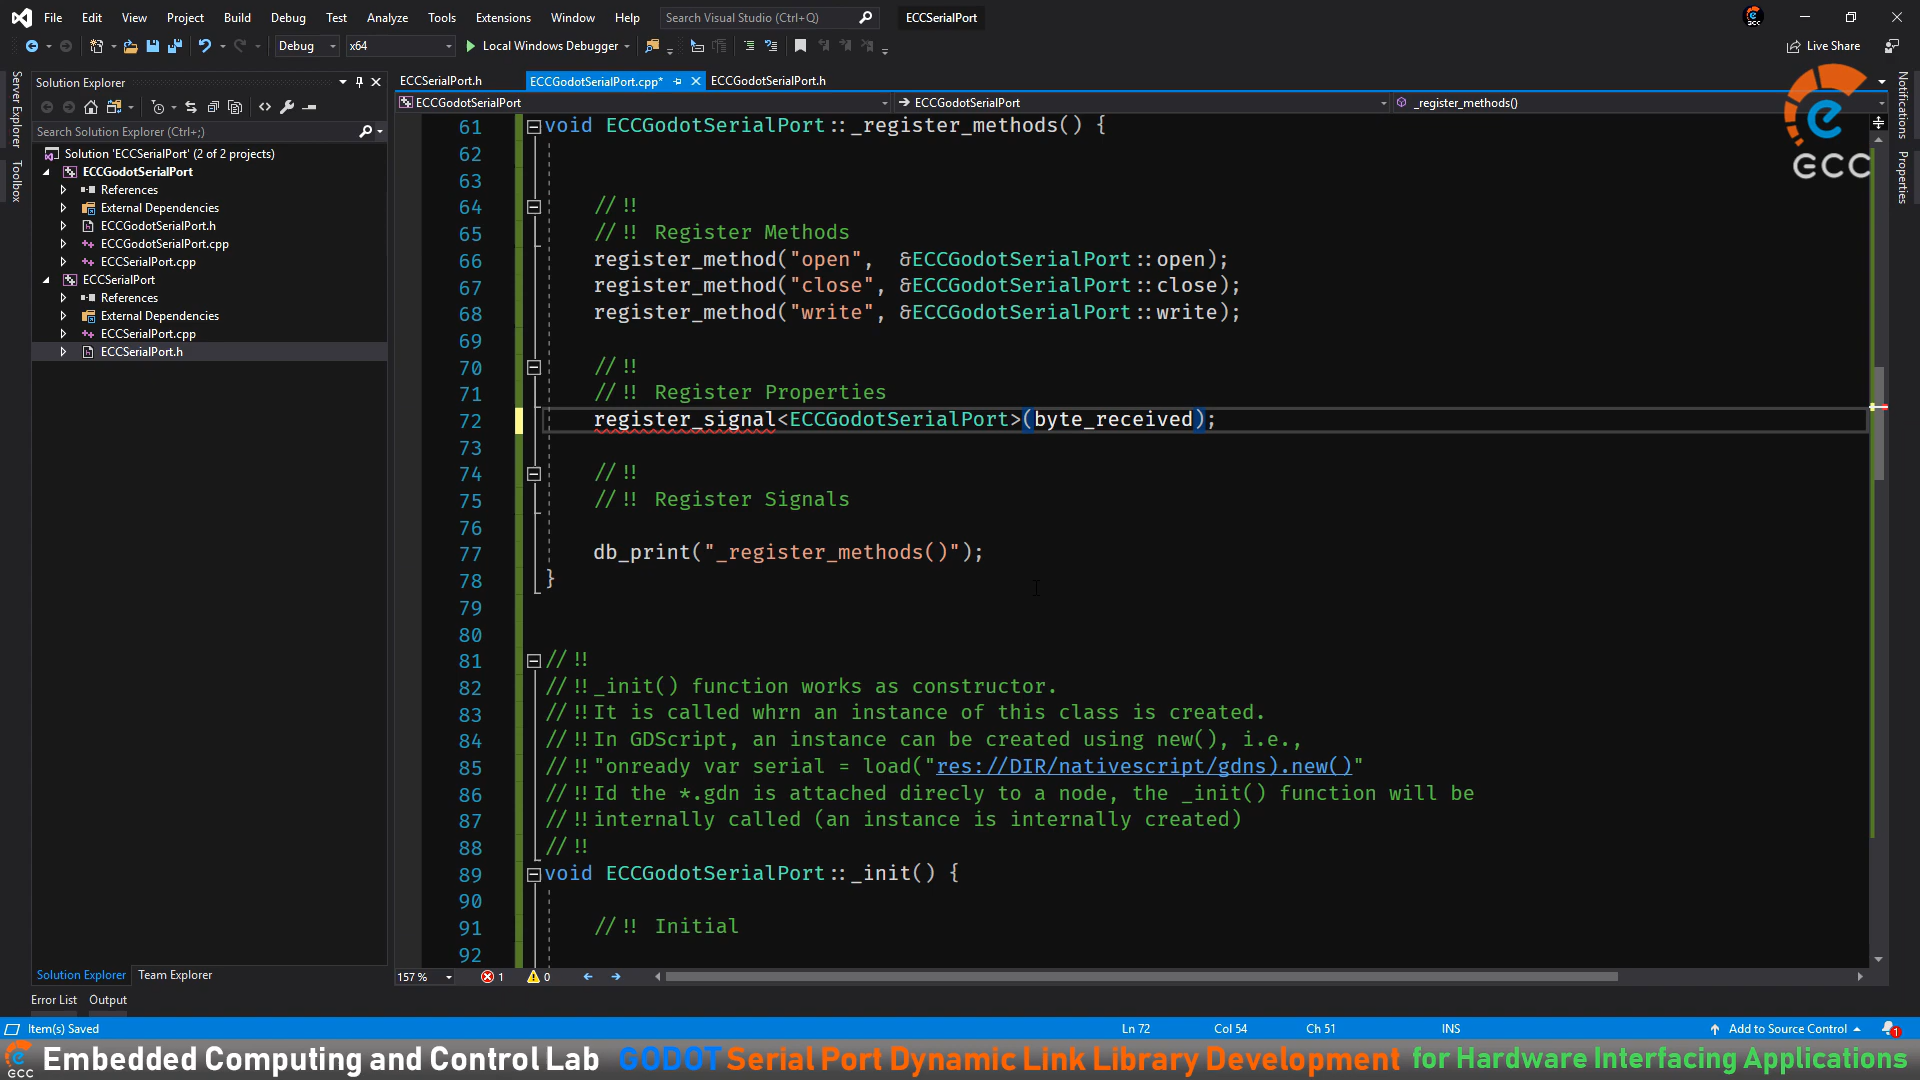 File Edit View Project Build Debug Test Analyze Tools Extensions Window Help Search Visual Studio (Ctrl+Q) ECCSerialPort
Debug x64 Local Windows Debugger Live Share
Server Explorer
Toolbox
Solution Explorer
Search Solution Explorer (Ctrl+;)
Solution 'ECCSerialPort' (2 of 2 projects)
ECCGodotSerialPort
References
External Dependencies
ECCGodotSerialPort.h
ECCGodotSerialPort.cpp
ECCSerialPort.cpp
ECCSerialPort
References
External Dependencies
ECCSerialPort.cpp
ECCSerialPort.h
Solution Explorer Team Explorer
Error List Output
ECCSerialPort.h ECCGodotSerialPort.cpp* ECCGodotSerialPort.h
ECCGodotSerialPort ECCGodotSerialPort _register_methods()
61 void ECCGodotSerialPort::_register_methods() {
62
63
64 //!!
65 //!! Register Methods
66 register_method("open", &ECCGodotSerialPort::open);
67 register_method("close", &ECCGodotSerialPort::close);
68 register_method("write", &ECCGodotSerialPort::write);
69
70 //!!
71 //!! Register Properties
72 register_signal<ECCGodotSerialPort>(byte_received);
73
74 //!!
75 //!! Register Signals
76
77 db_print("_register_methods()");
78 }
79
80
81 //!!
82 //!!_init() function works as constructor.
83 //!!It is called whrn an instance of this class is created.
84 //!!In GDScript, an instance can be created using new(), i.e.,
85 //!!"onready var serial = load("res://DIR/nativescript/gdns).new()"
86 //!!Id the *.gdn is attached direcly to a node, the _init() function will be
87 //!!internally called (an instance is internally created)
88 //!!
89 void ECCGodotSerialPort::_init() {
90
91 //!! Initial
92
157 % 1 0
Notifications
Properties
ECC
Item(s) Saved Ln 72 Col 54 Ch 51 INS Add to Source Control 1
ECC Embedded Computing and Control Lab GODOT Serial Port Dynamic Link Library Development for Hardware Interfacing Applications